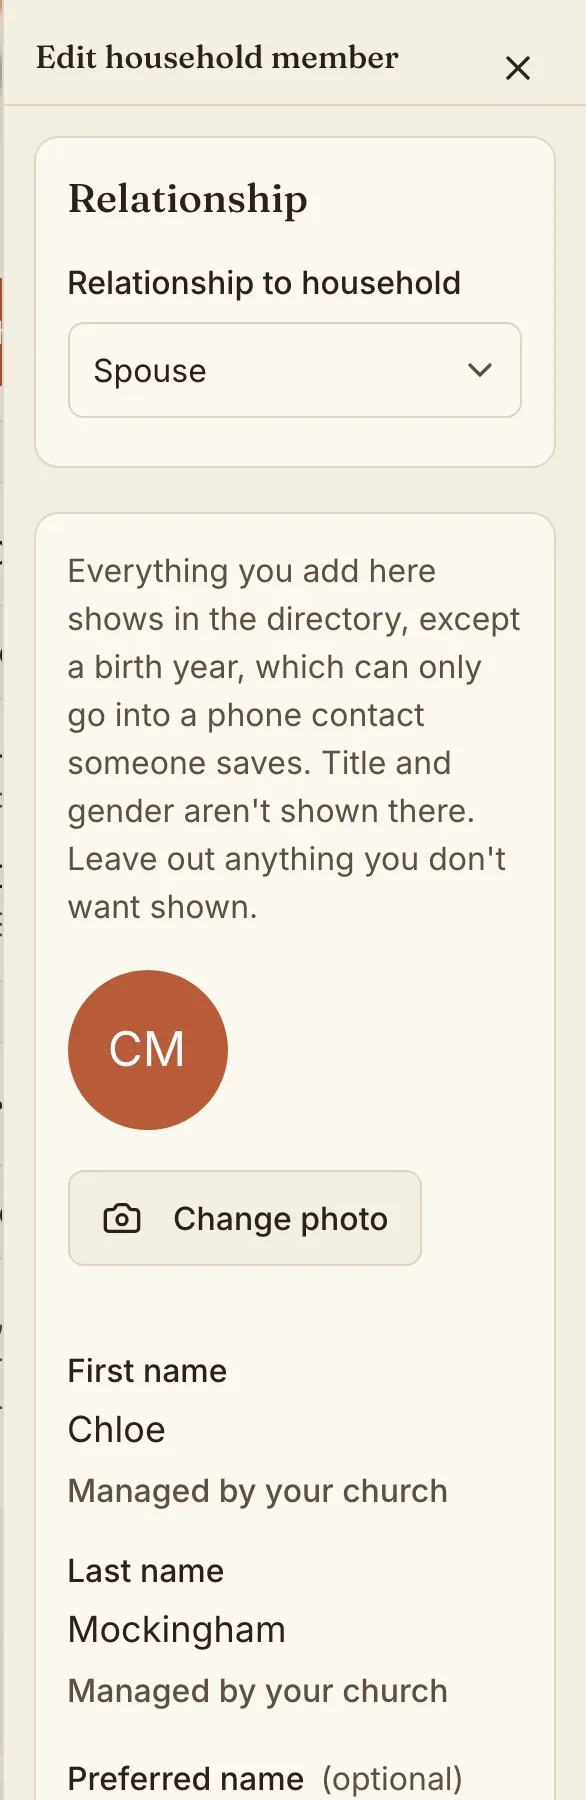 Edit household member
Relationship
Relationship to household
Spouse
Everything you add here
shows in the directory, except
a birth year, which can only
go into a phone contact
someone saves. Title and
gender aren't shown there.
Leave out anything you don't
want shown.
CM
Change photo
First name
Chloe
Managed by your church
Last name
Mockingham
Managed by your church
Preferred name (optional)